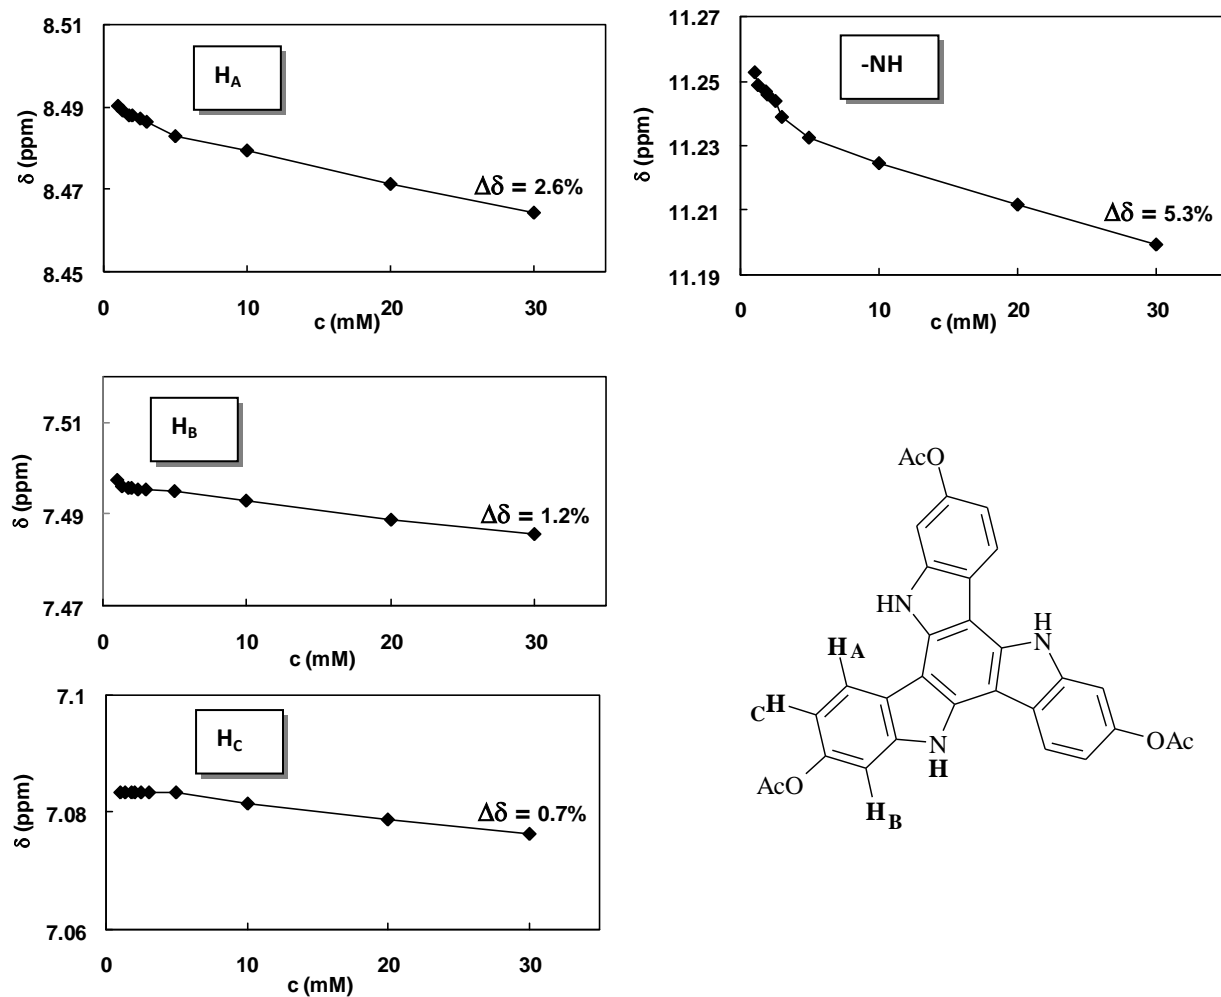 8.51
8.49
8.47
8.45
δ (ppm)
H_A
Δδ = 2.6%
0 10 20 30
c (mM)
11.27
11.25
11.23
11.21
11.19
δ (ppm)
-NH
Δδ = 5.3%
0 10 20 30
c (mM)
7.51
7.49
7.47
δ (ppm)
H_B
Δδ = 1.2%
0 10 20 30
c (mM)
7.1
7.08
7.06
δ (ppm)
H_C
Δδ = 0.7%
0 10 20 30
c (mM)
AcO
HN
H
N
H_A
_CH
N
H
OAc
AcO
H_B